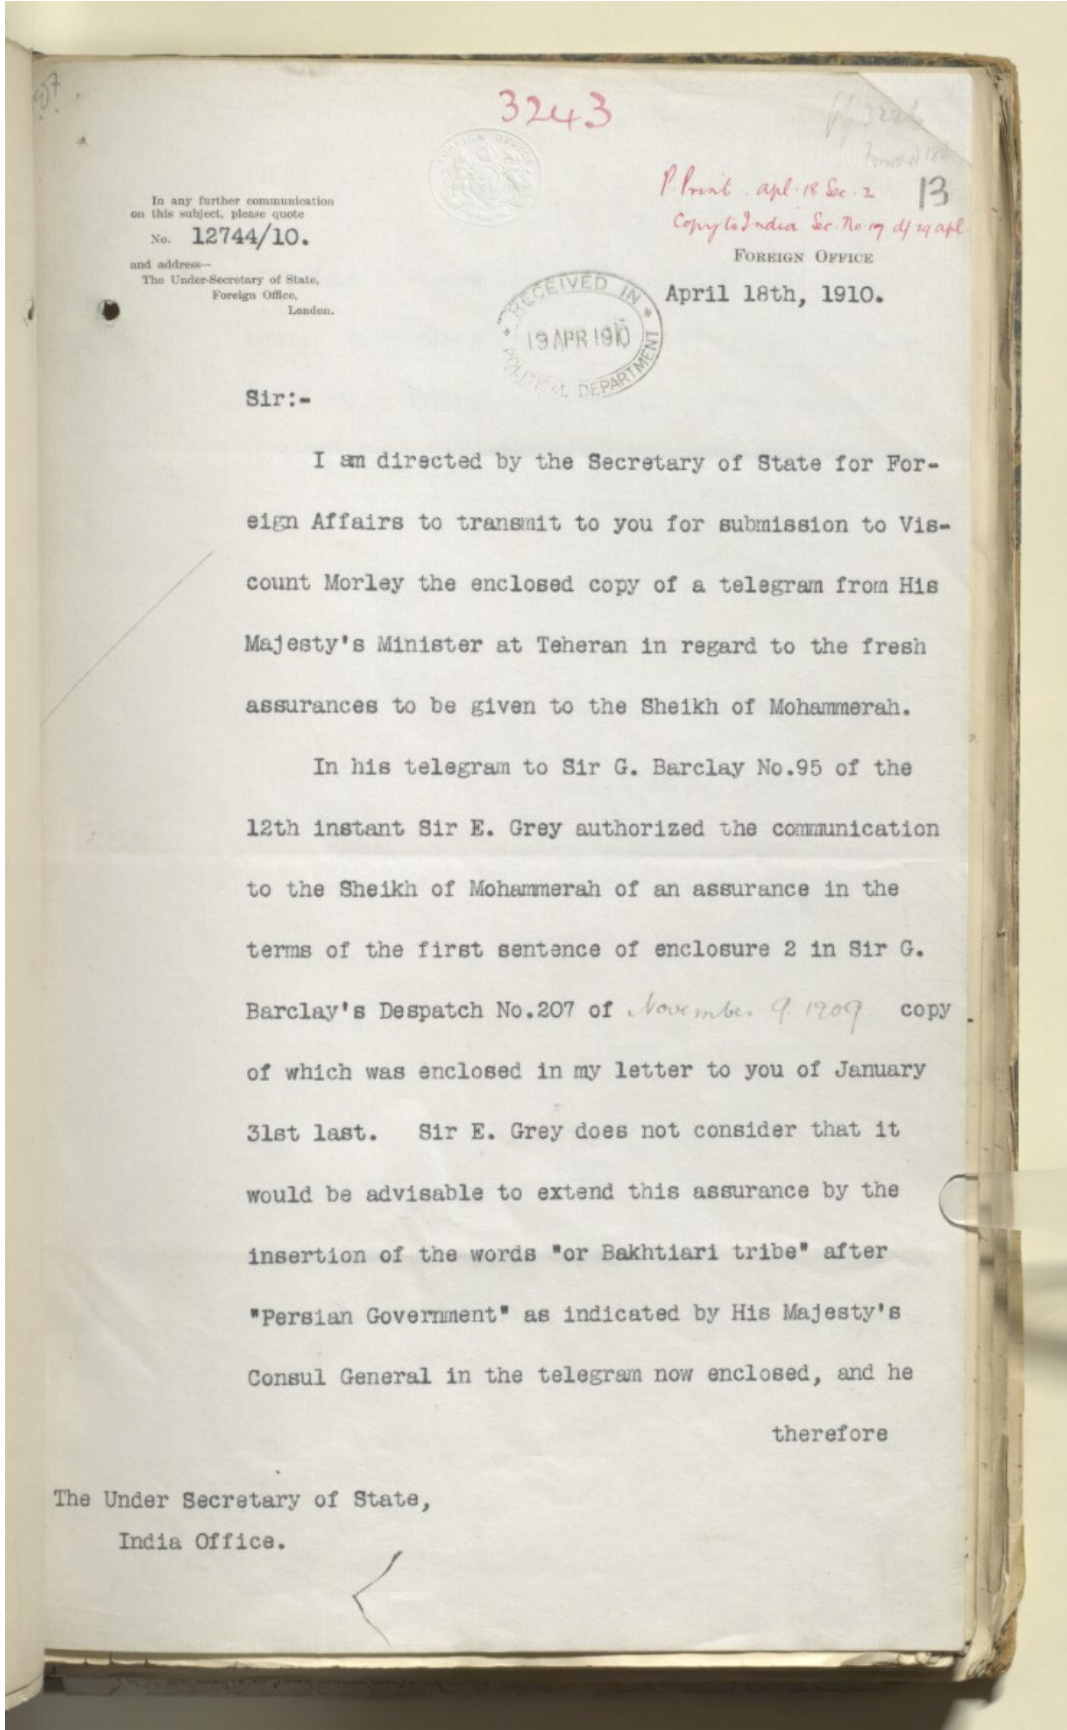 3243
P. Print. apl. 18 Sec. 2
13
Copy to India Sec. No 17 d/ 29 apl.
In any further communication
on this subject, please quote
No. 12744/10.
and address—
The Under-Secretary of State,
Foreign Office,
London.
FOREIGN OFFICE
April 18th, 1910.
RECEIVED IN
19 APR 1910
POLITICAL DEPARTMENT
Sir:-
I am directed by the Secretary of State for For-
eign Affairs to transmit to you for submission to Vis-
count Morley the enclosed copy of a telegram from His
Majesty's Minister at Teheran in regard to the fresh
assurances to be given to the Sheikh of Mohammerah.
In his telegram to Sir G. Barclay No.95 of the
12th instant Sir E. Grey authorized the communication
to the Sheikh of Mohammerah of an assurance in the
terms of the first sentence of enclosure 2 in Sir G.
Barclay's Despatch No.207 of November 9. 1909 copy
of which was enclosed in my letter to you of January
31st last. Sir E. Grey does not consider that it
would be advisable to extend this assurance by the
insertion of the words "or Bakhtiari tribe" after
"Persian Government" as indicated by His Majesty's
Consul General in the telegram now enclosed, and he
therefore
The Under Secretary of State,
India Office.